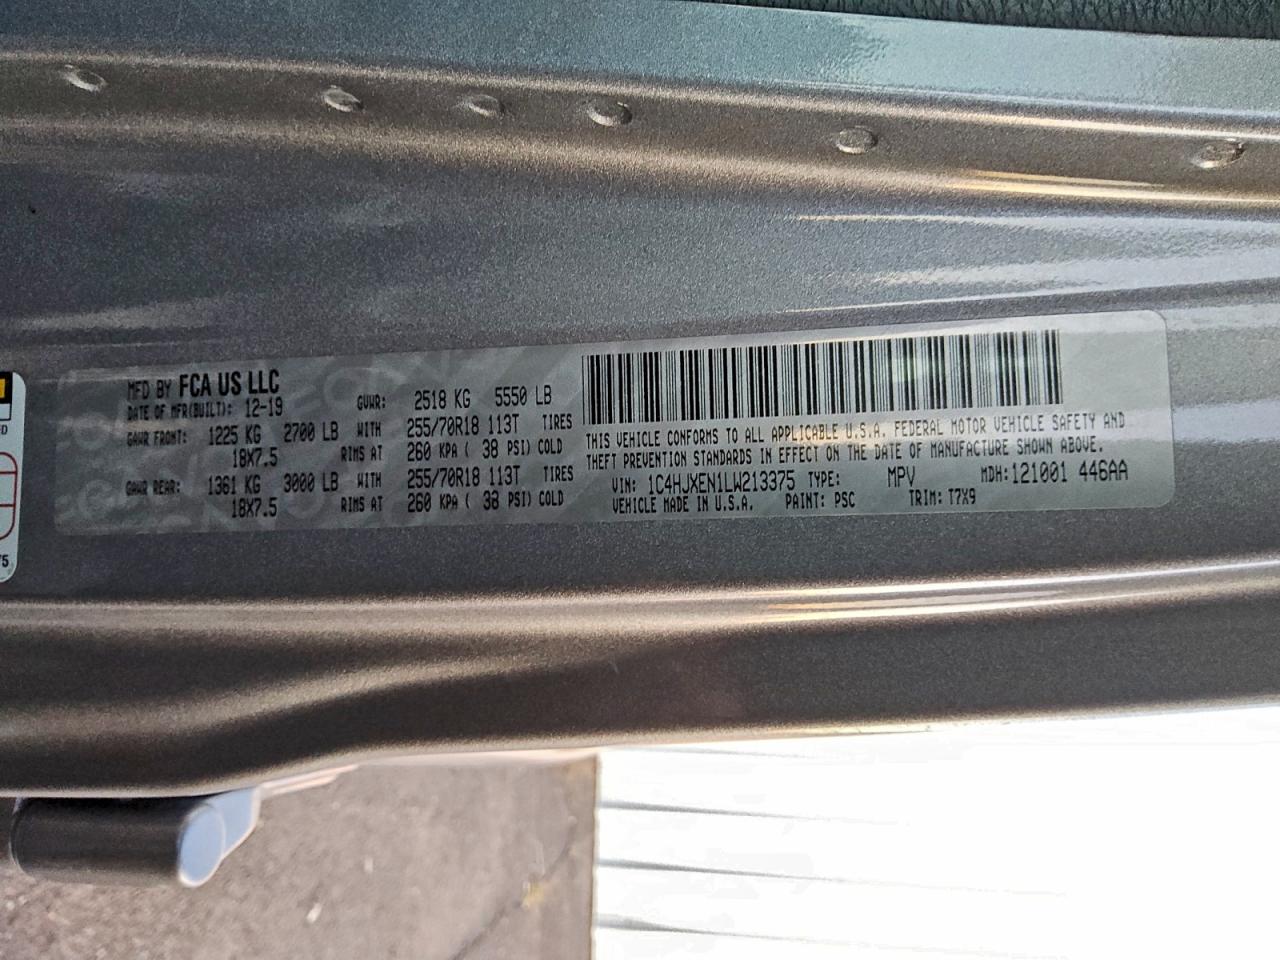 MFD BY FCA US LLC
DATE OF MFR(BUILT): 12-19 GVWR: 2518 KG 5550 LB
GAWR FRONT: 1225 KG 2700 LB WITH 255/70R18 113T TIRES
18X7.5 RIMS AT 260 KPA ( 38 PSI) COLD
GAWR REAR: 1361 KG 3000 LB WITH 255/70R18 113T TIRES
18X7.5 RIMS AT 260 KPA ( 38 PSI) COLD
THIS VEHICLE CONFORMS TO ALL APPLICABLE U.S.A. FEDERAL MOTOR VEHICLE SAFETY AND
THEFT PREVENTION STANDARDS IN EFFECT ON THE DATE OF MANUFACTURE SHOWN ABOVE.
VIN: 1C4HJXEN1LW213375 TYPE: MPV MDH:121001 446AA
VEHICLE MADE IN U.S.A. PAINT: PSC TRIM: T7X9